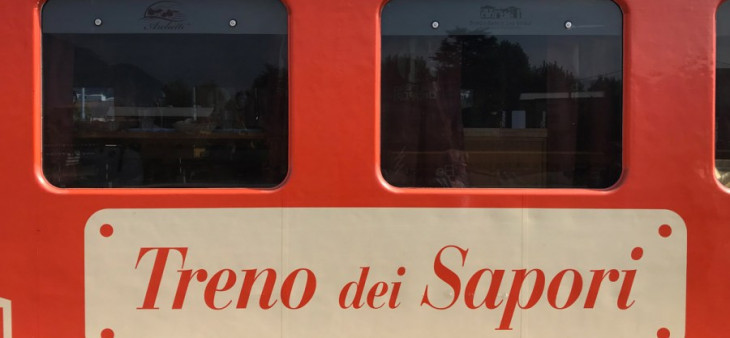 Treno dei Sapori